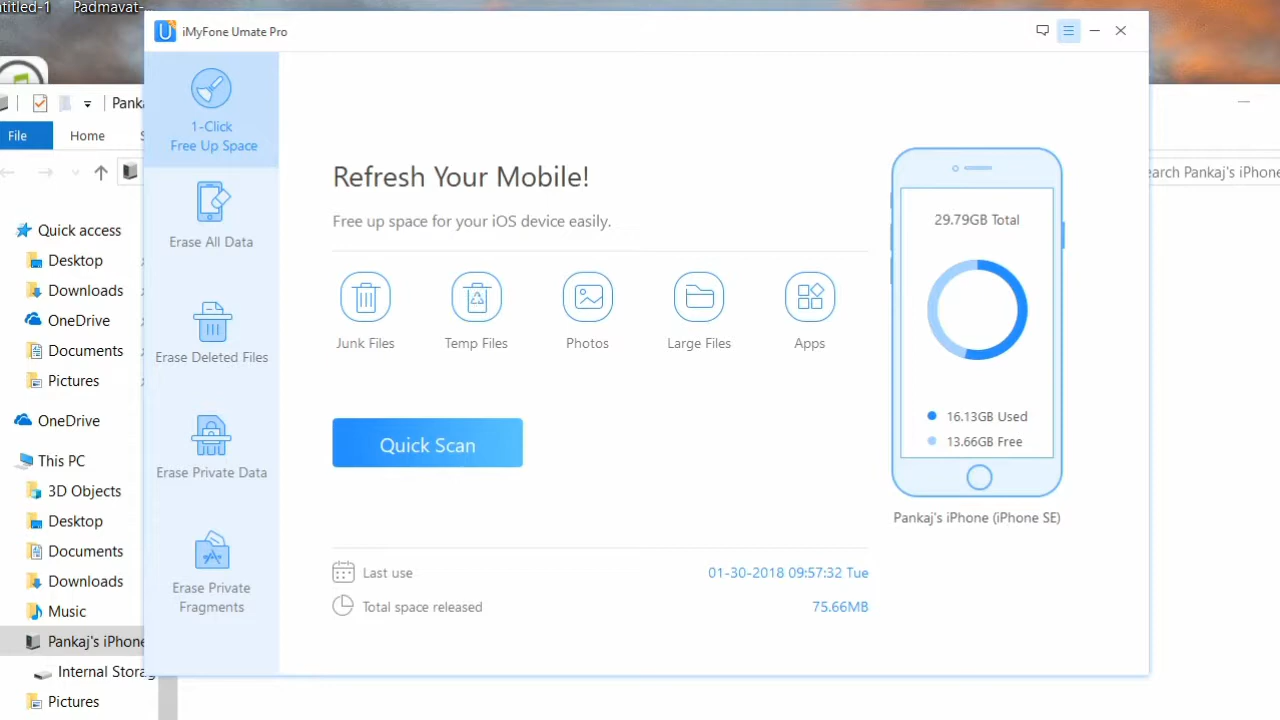 Padmavat-
iMyFone Umate Pro
File
Home
Quick access
Desktop
Downloads
OneDrive
Documents
Pictures
OneDrive
This PC
3D Objects
Desktop
Documents
Downloads
Music
Pankaj's iPhone
Internal Storag
Pictures
1-Click
Free Up Space
Erase All Data
Erase Deleted Files
Erase Private Data
Erase Private
Fragments
Refresh Your Mobile!
Free up space for your iOS device easily.
Junk Files
Temp Files
Photos
Large Files
Apps
Quick Scan
Last use
01-30-2018 09:57:32 Tue
Total space released
75.66MB
29.79GB Total
16.13GB Used
13.66GB Free
Pankaj's iPhone (iPhone SE)
earch Pankaj's iPhone